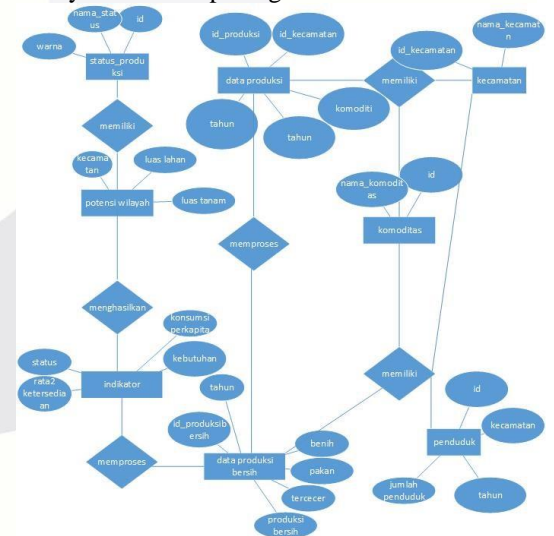 nama_stat
us
id
warna
status_produ
ksi
id_produksi
id_kecamatan
data produksi
tahun
tahun
komoditi
id_kecamatan
nama_kecamata
n
memiliki
kecamatan
memiliki
kecama
tan
luas lahan
potensi wilayah
luas tanam
nama_komodit
as
id
komoditas
memproses
menghasilkan
konsumsi
perkapita
kebutuhan
status
rata2
ketersedia
an
indikator
tahun
memiliki
id
kecamatan
penduduk
jumlah
penduduk
tahun
id_produksib
ersih
memproses
data produksi
bersih
benih
pakan
tercecer
produksi
bersih